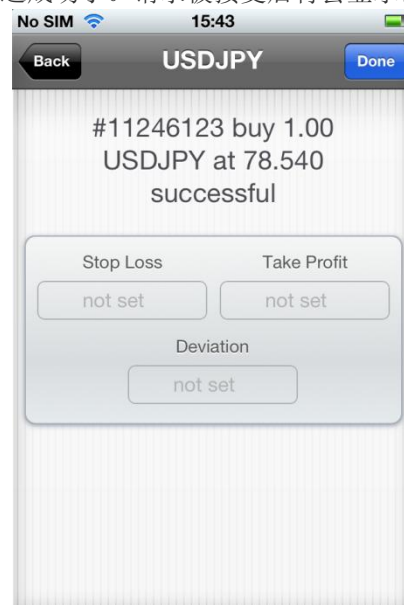 No SIM 15:43
Back USDJPY Done
#11246123 buy 1.00
USDJPY at 78.540
successful
Stop Loss Take Profit
not set not set
Deviation
not set